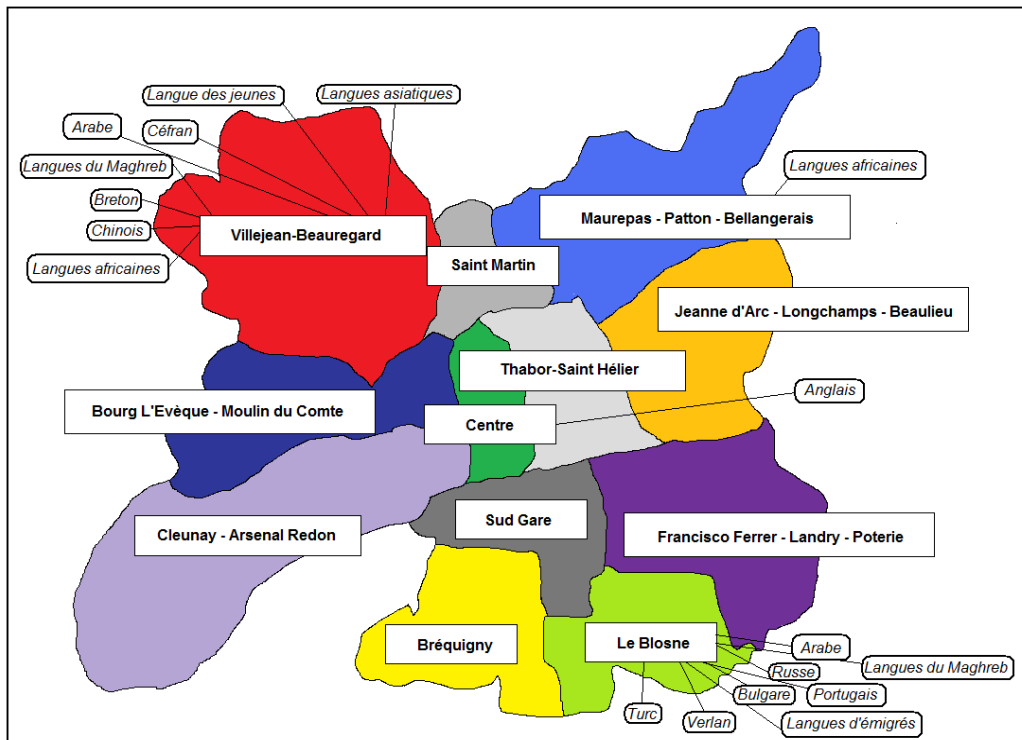 Langue des jeunes
Langues asiatiques
Arabe
Céfran
Langues du Maghreb
Langues africaines
Breton
Maurepas - Patton - Bellangerais
Chinois
Villejean-Beauregard
Langues africaines
Saint Martin
Jeanne d'Arc - Longchamps - Beaulieu
Thabor-Saint Hélier
Anglais
Bourg L'Evèque - Moulin du Comte
Centre
Cleunay - Arsenal Redon
Sud Gare
Francisco Ferrer - Landry - Poterie
Bréquigny
Le Blosne
Arabe
Langues du Maghreb
Russe
Bulgare
Portugais
Turc
Verlan
Langues d'émigrés